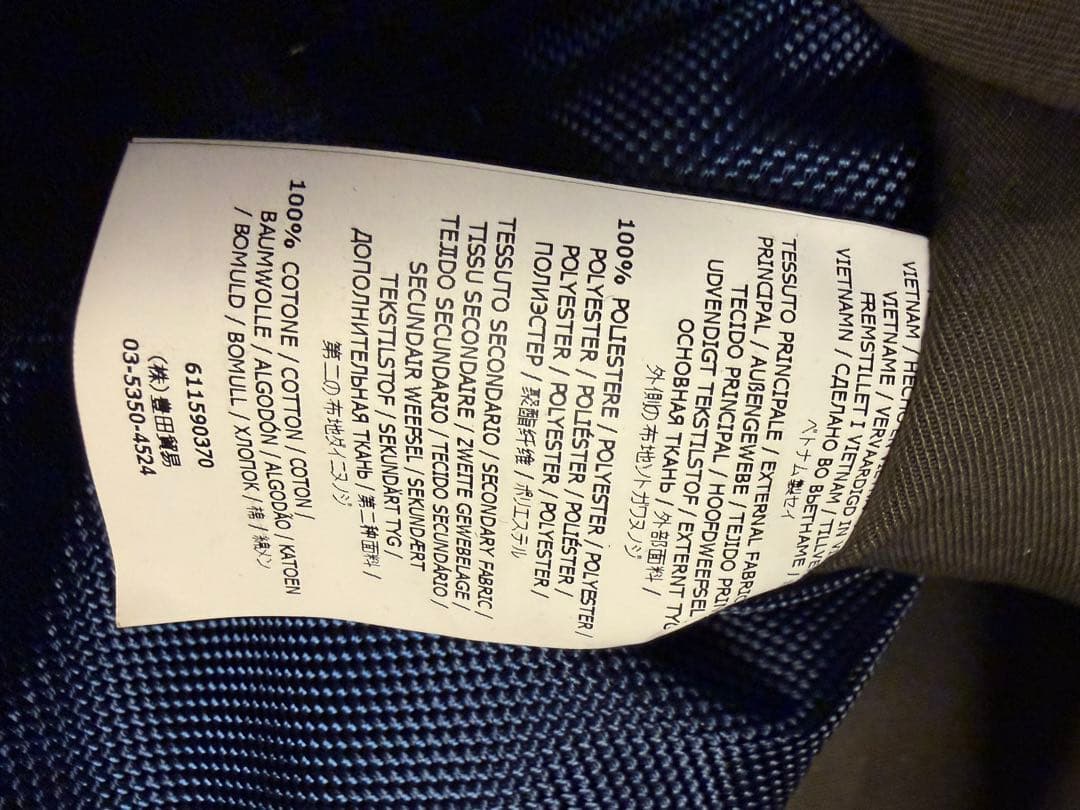 VIETNAM /
VIETNAME / VERVAARDIGD IN
FREMSTILLET I VIETNAM /
VIETNAMN / СДЕЛАНО ВО ВЬЕТНАМЕ /
ベトナム製セイ
TESSUTO PRINCIPALE / EXTERNAL
PRINCIPAL / AUßENGEWEBE / TEJIDO
TECIDO PRINCIPAL / HOOFDWEEFSEL
UDVENDIGT TEKSTILSTOF / EXTERNT
ОСНОВНАЯ ТКАНЬ / 外部面料 /
外側の布地ソトガワヌノジ
100% POLIESTERE / POLYESTER / POLYESTER /
POLYESTER / POLIÉSTER / POLIÉSTER /
POLYESTER / POLYESTER / POLYESTER /
ПОЛИЭСТЕР / 聚酯纤维 / ポリエステル
TESSUTO SECONDARIO / SECONDARY FABRIC /
TISSU SECONDAIRE / ZWEITE GEWEBELAGE /
TEJIDO SECUNDARIO / TECIDO SECUNDÁRIO /
SECUNDAIR WEEFSEL / SEKUNDÆRT
TEKSTILSTOF / SEKUNDÄRT TYG /
ДОПОЛНИТЕЛЬНАЯ ТКАНЬ / 第二种面料 /
第二の布地ダイニヌノジ
100% COTONE / COTTON / COTON /
BAUMWOLLE / ALGODÓN / ALGODÃO / KATOEN
/ BOMULD / BOMULL / ХЛОПОК / 棉 / 綿メン
611590370
(株)豊田貿易
03-5350-4524